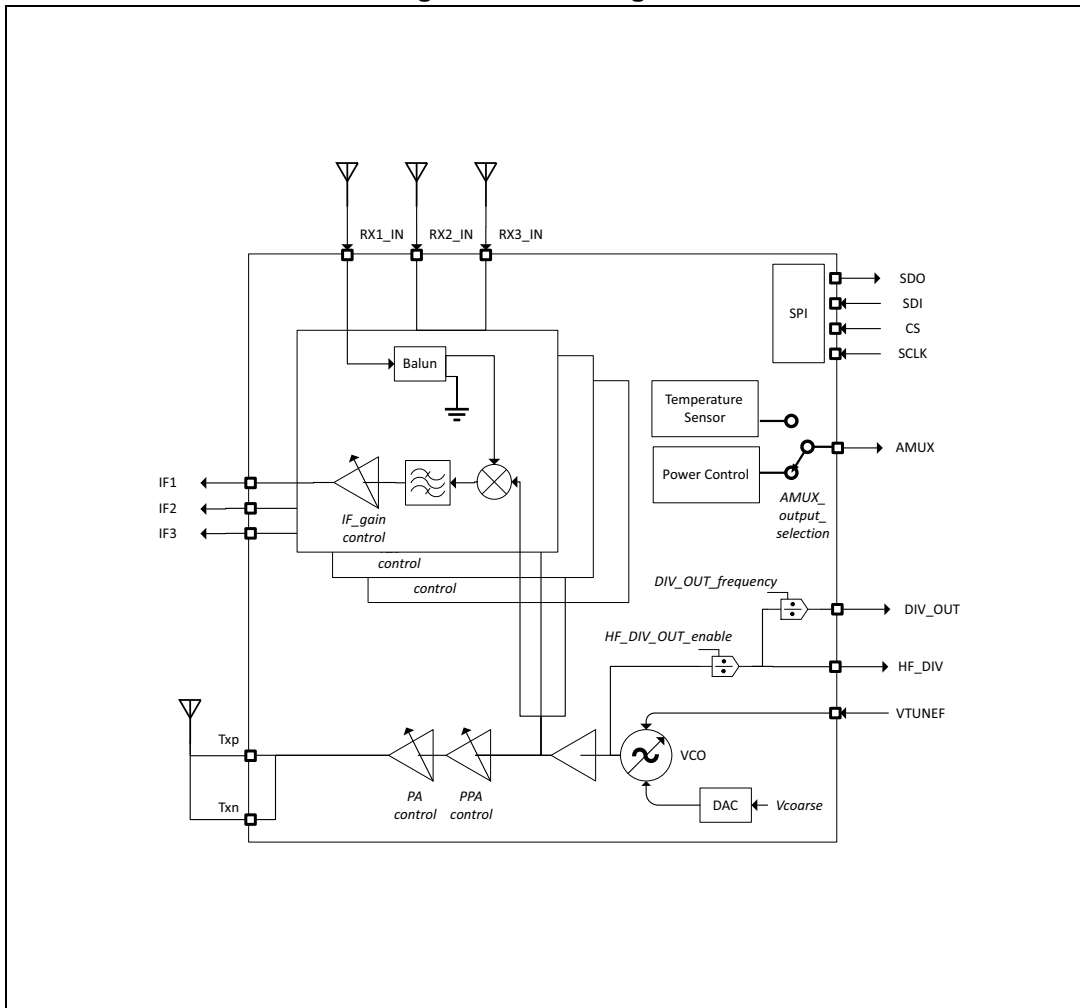 RX1_IN RX2_IN RX3_IN
SPI
SDO
SDI
CS
SCLK
Balun
Temperature
Sensor
Power Control
AMUX
AMUX_
output_
selection
IF1
IF2
IF3
IF_gain
control
control
control
DIV_OUT_frequency
DIV_OUT
HF_DIV_OUT_enable
HF_DIV
VTUNEF
Txp
Txn
PA
control
PPA
control
VCO
DAC
Vcoarse